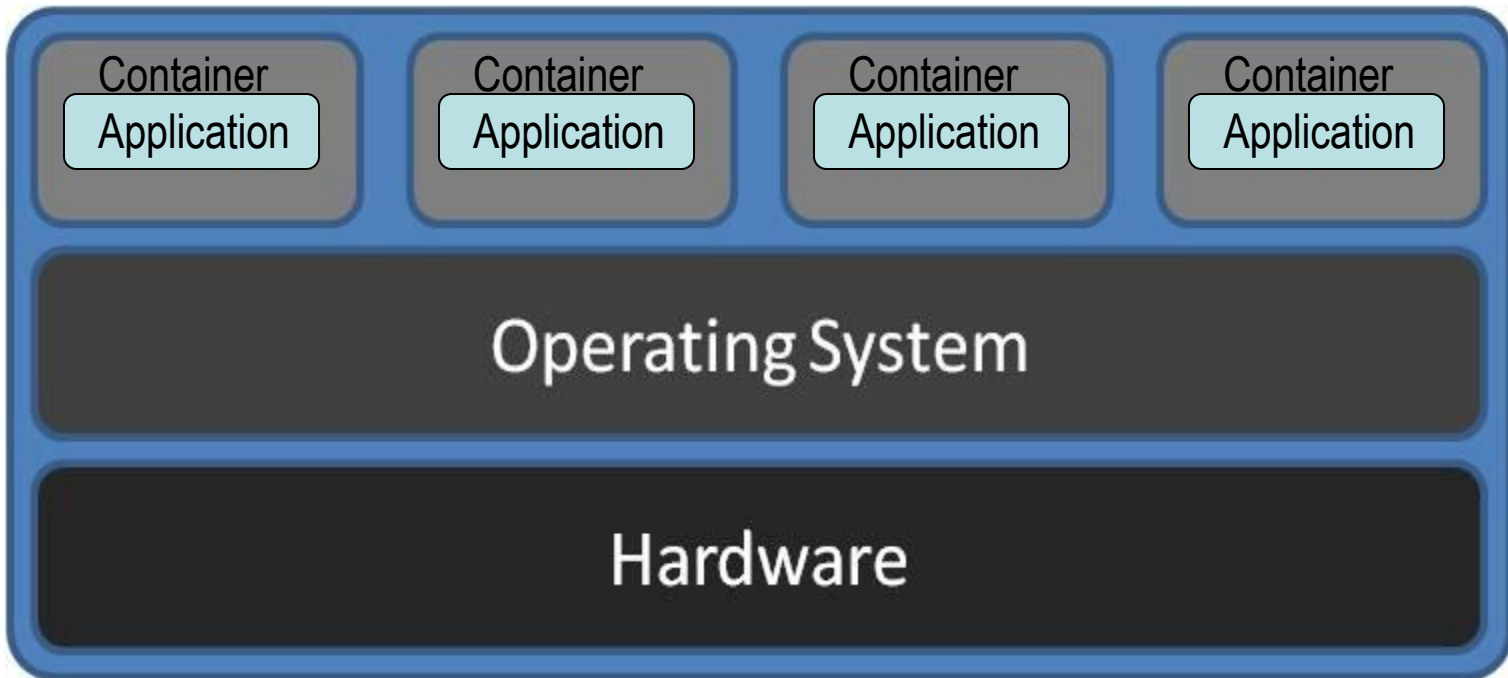 Container Container Container Container
Application Application Application Application
Operating System
Hardware